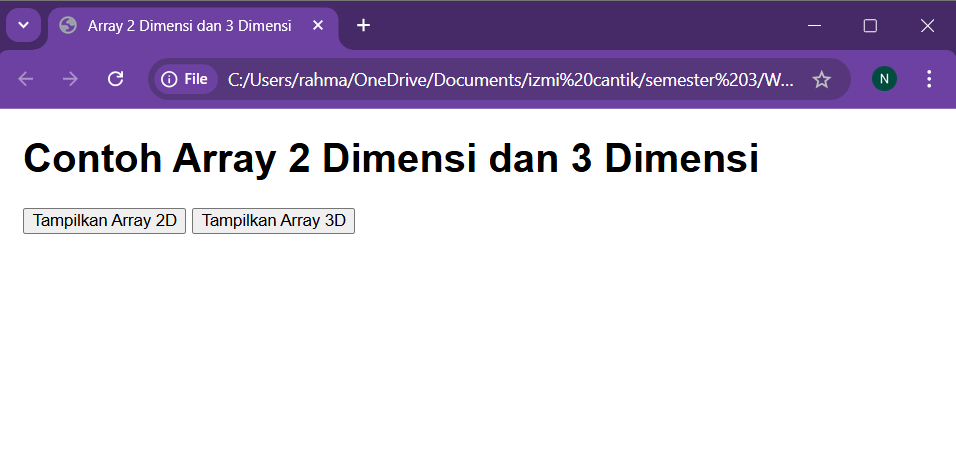 Array 2 Dimensi dan 3 Dimensi
File C:/Users/rahma/OneDrive/Documents/izmi%20cantik/semester%203/W... N
Contoh Array 2 Dimensi dan 3 Dimensi
Tampilkan Array 2D Tampilkan Array 3D